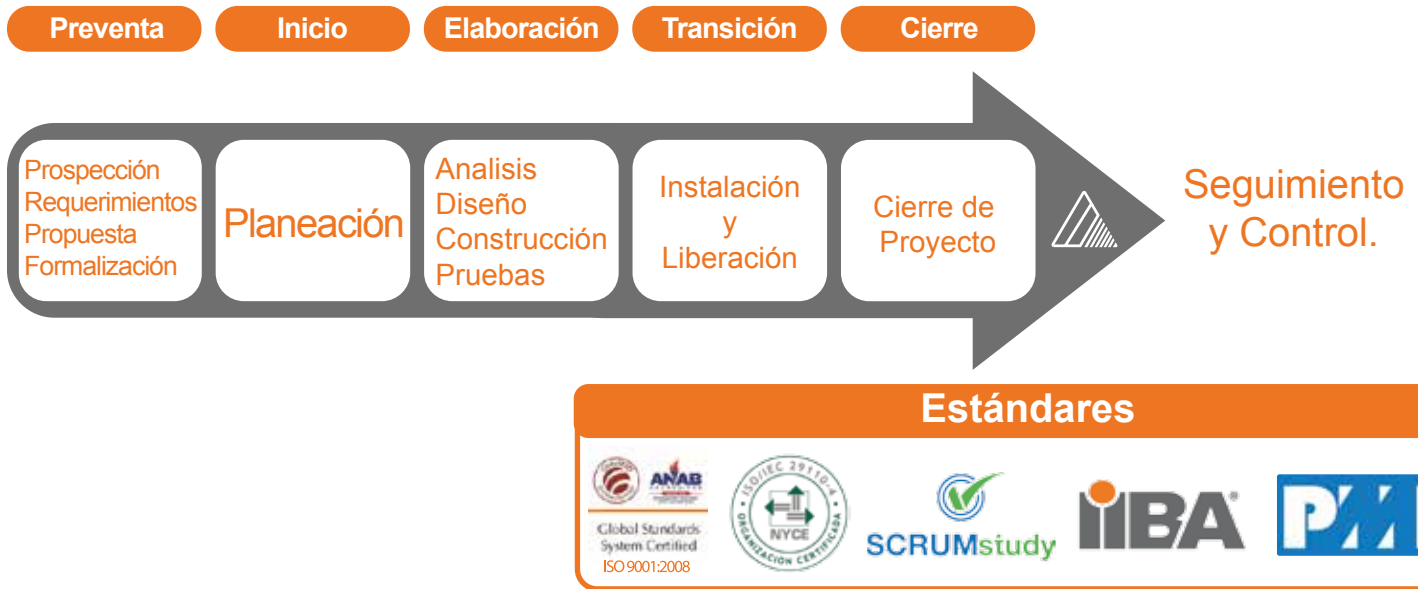 Preventa
Inicio
Elaboración
Transición
Cierre
Prospección
Requerimientos
Propuesta
Formalización
Planeación
Analisis
Diseño
Construcción
Pruebas
Instalación
y
Liberación
Cierre de
Proyecto
Seguimiento
y Control.
Estándares
ANAB
Global Standards
System Certified
ISO 9001:2008
ISO/IEC 29110-4
NYCE
ORGANIZACIÓN CERTIFICADA
SCRUMstudy
iiBA®
PM